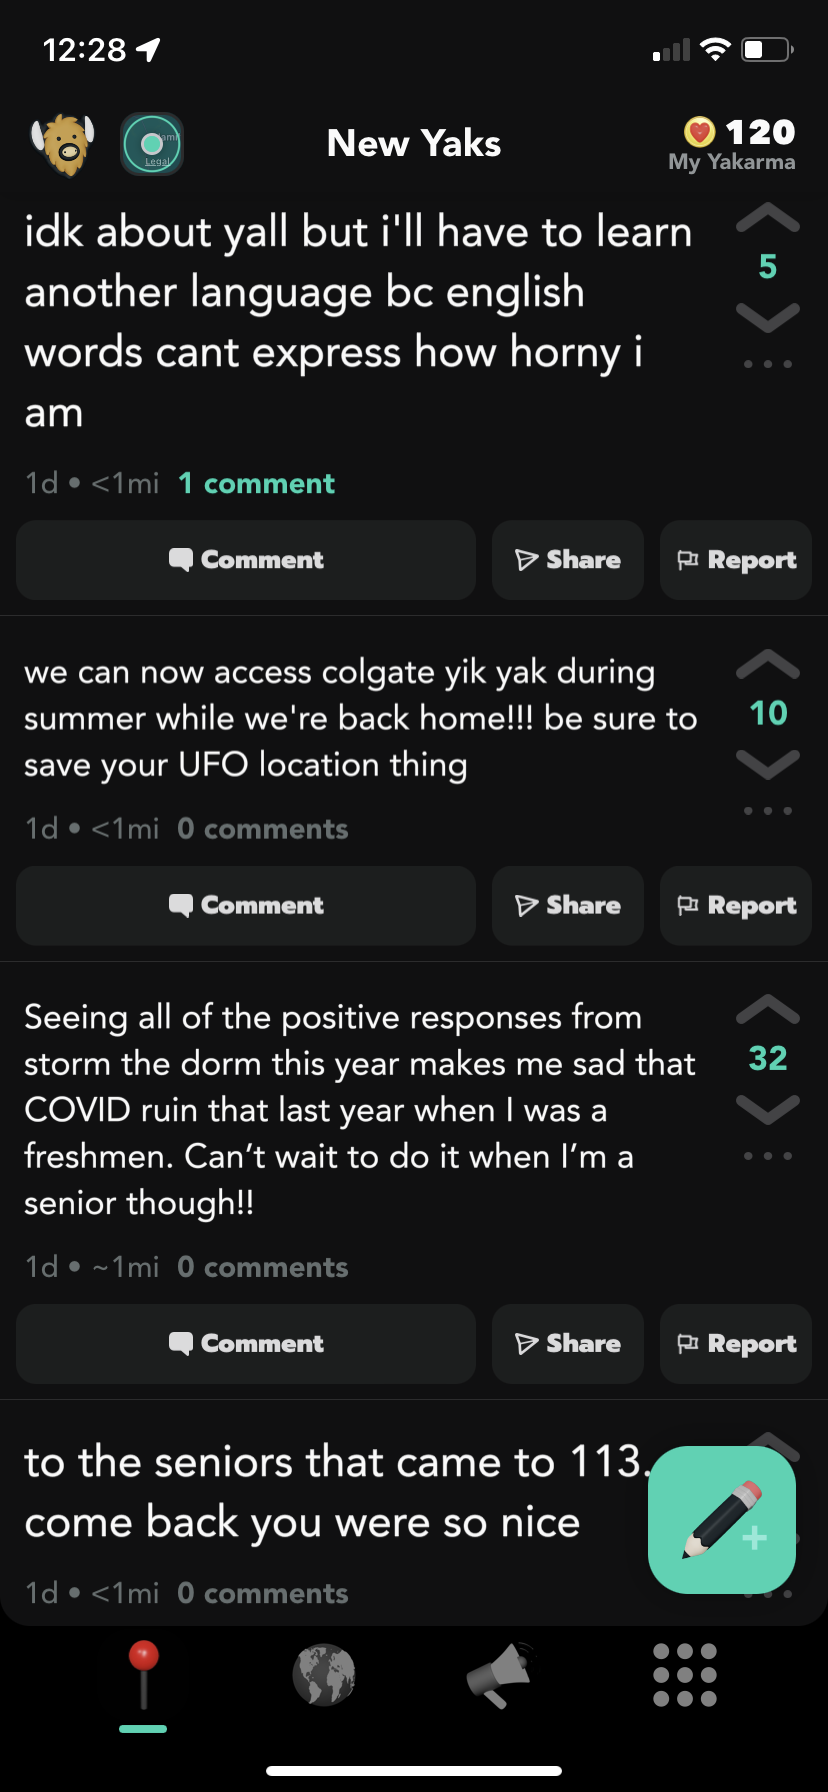 12:28
New Yaks
120
My Yakarma
Legal
idk about yall but i'll have to learn
another language bc english
words cant express how horny i
am
5
1d • <1mi 1 comment
Comment Share Report
we can now access colgate yik yak during
summer while we're back home!!! be sure to
save your UFO location thing
10
1d • <1mi 0 comments
Comment Share Report
Seeing all of the positive responses from
storm the dorm this year makes me sad that
COVID ruin that last year when I was a
freshmen. Can’t wait to do it when I’m a
senior though!!
32
1d • ~1mi 0 comments
Comment Share Report
to the seniors that came to 113.
come back you were so nice
1d • <1mi 0 comments